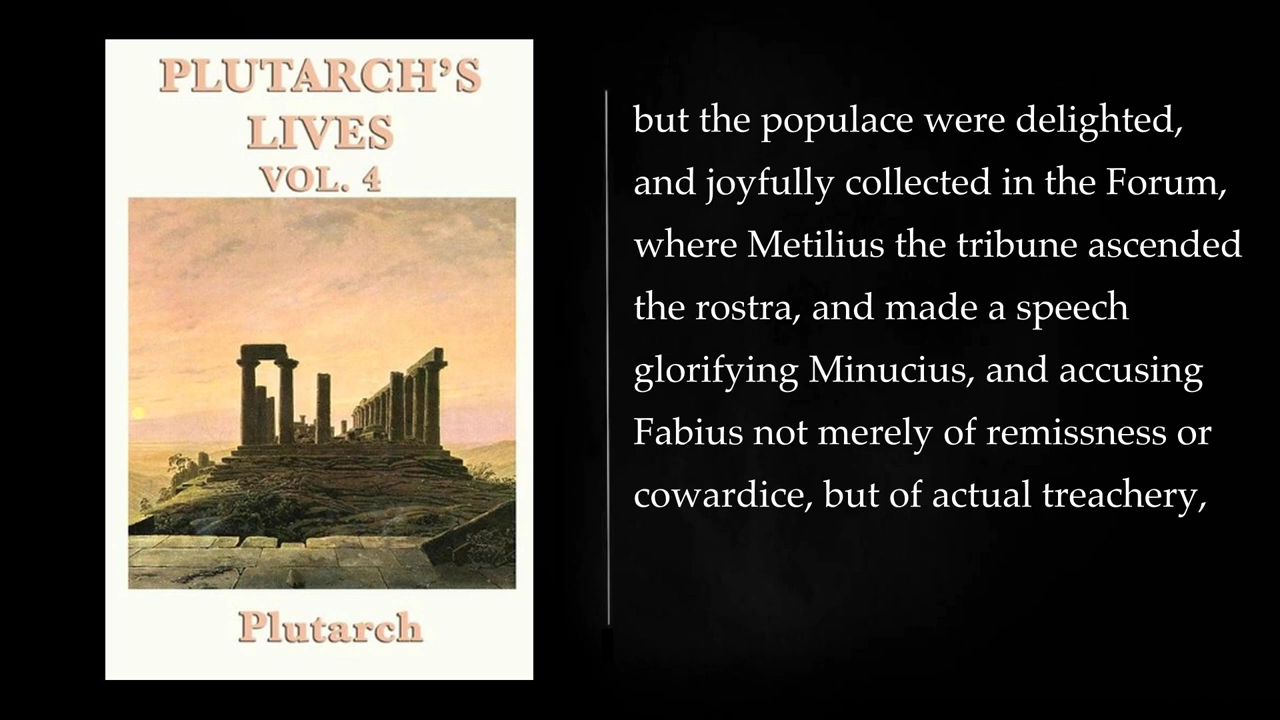 PLUTARCH'S
LIVES
VOL. 4
Plutarch
but the populace were delighted,
and joyfully collected in the Forum,
where Metilius the tribune ascended
the rostra, and made a speech
glorifying Minucius, and accusing
Fabius not merely of remissness or
cowardice, but of actual treachery,